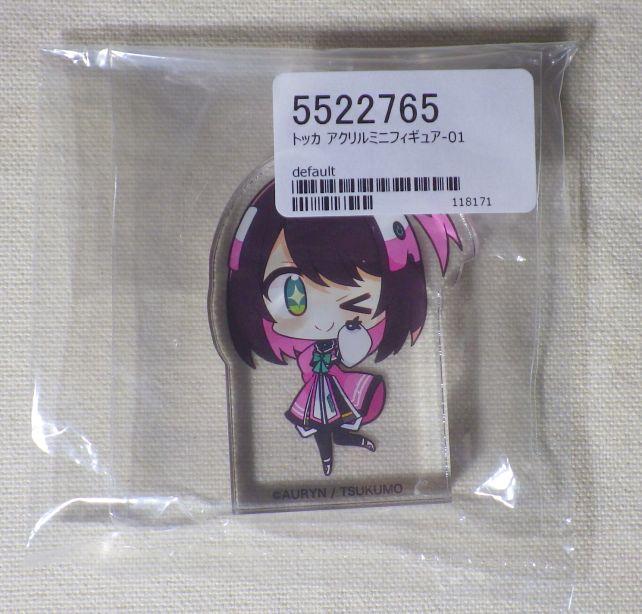 5522765
トッカ アクリルミニフィギュア-01
default
118171
©AURYN / TSUKUMO